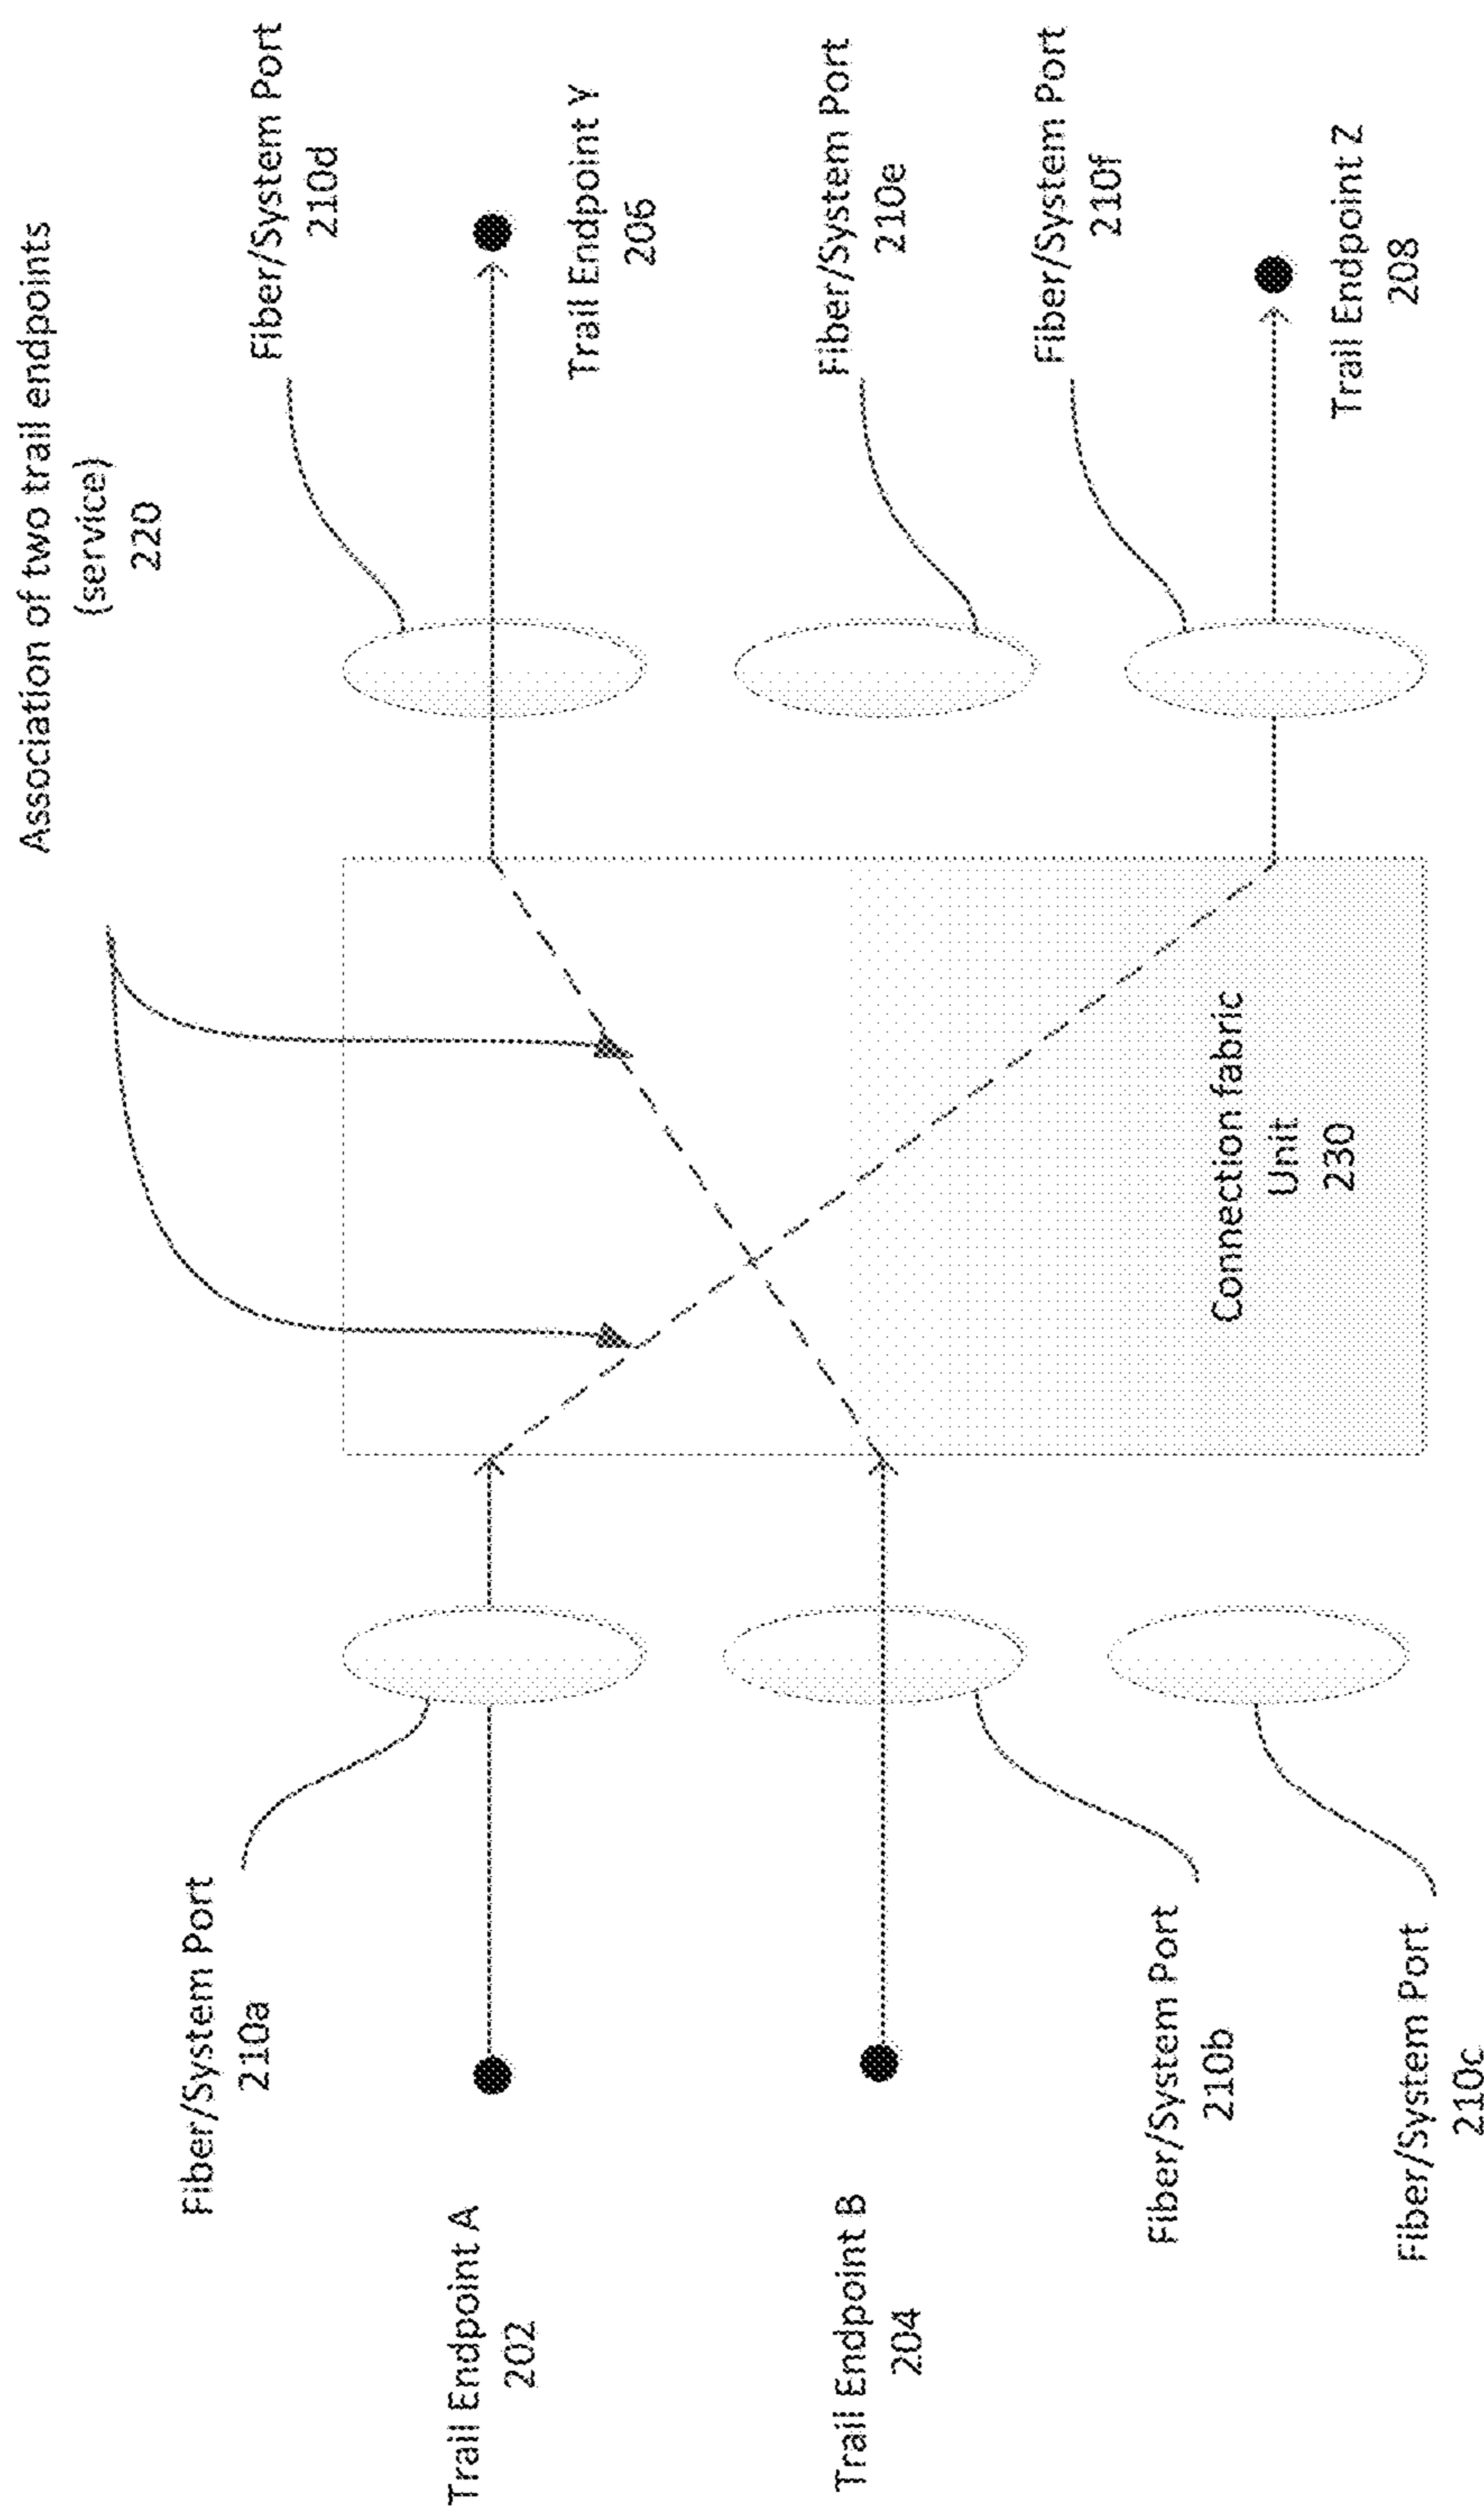 Association of two trail endpoints
(service)
220
Fiber/System Port
210a
Fiber/System Port
210d
Trail Endpoint A
202
Trail Endpoint Y
206
Trail Endpoint B
204
Fiber/System Port
210e
Fiber/System Port
210b
Fiber/System Port
210f
Connection fabric
Unit
230
Trail Endpoint Z
208
Fiber/System Port
210c